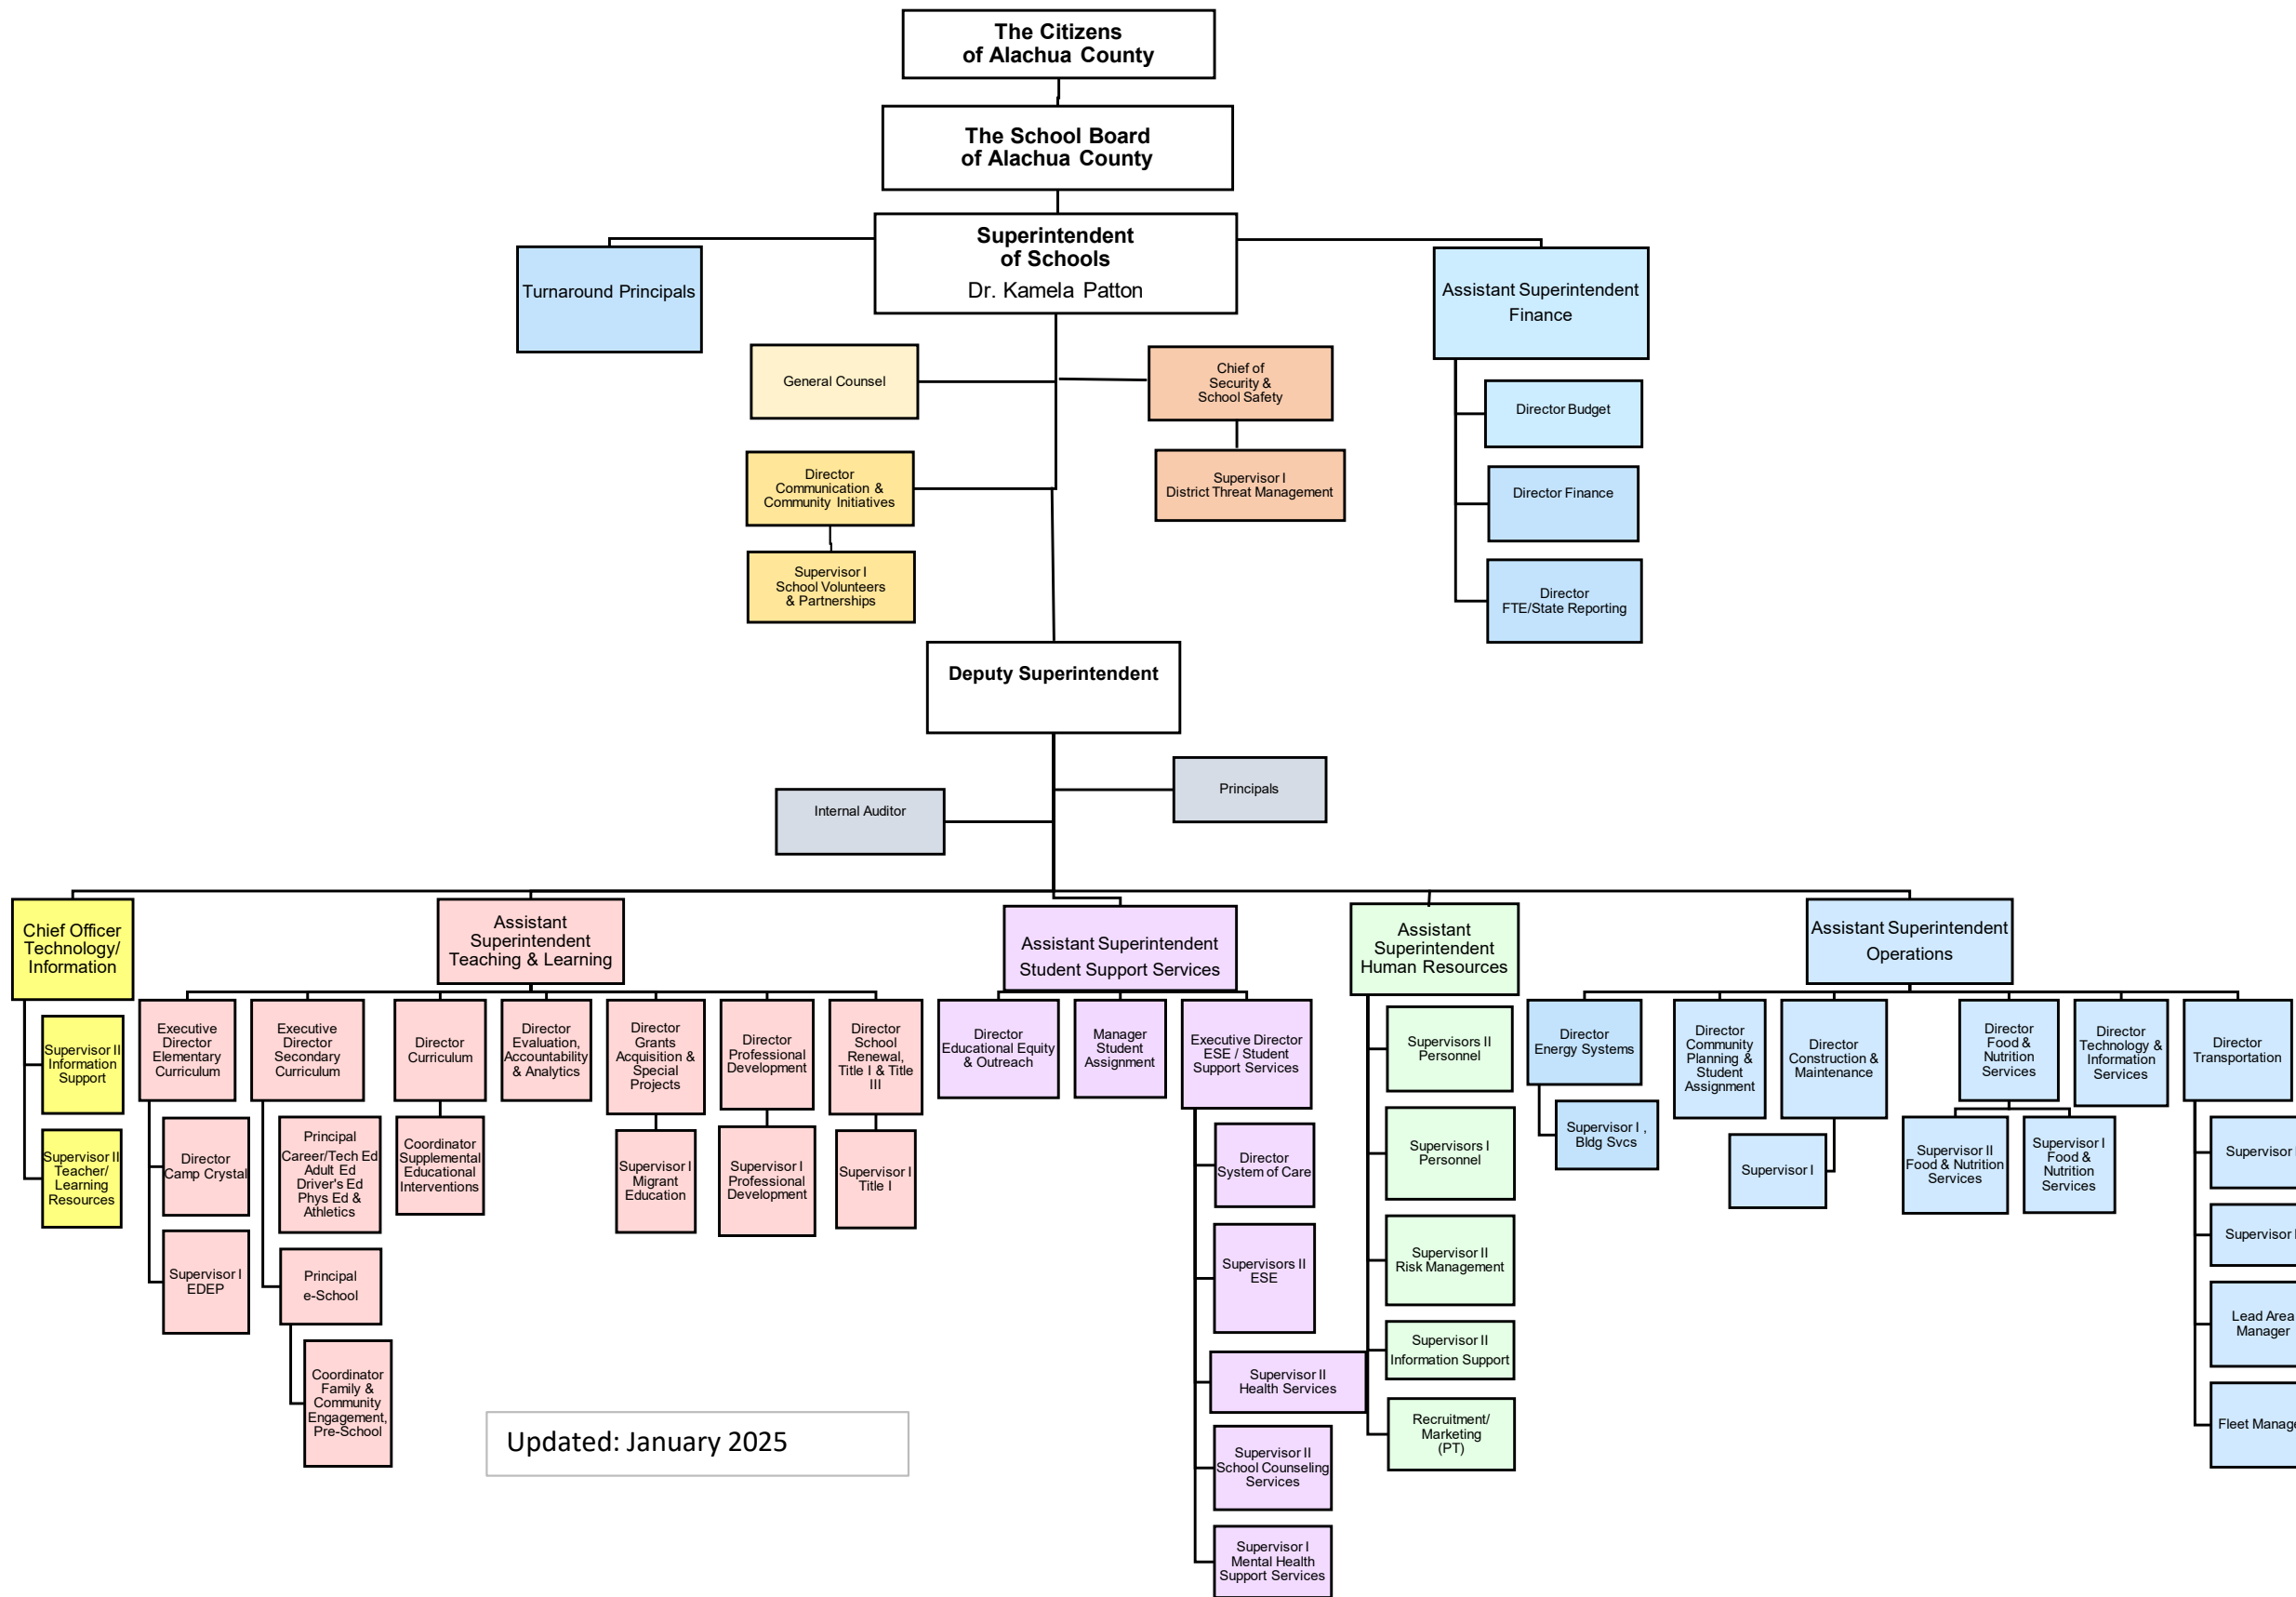 The Citizens
of Alachua County
The School Board
of Alachua County
Superintendent
of Schools
Dr. Kamela Patton
Turnaround Principals
Assistant Superintendent
Finance
General Counsel
Chief of
Security &
School Safety
Director Budget
Director
Communication &
Community Initiatives
Supervisor I
District Threat Management
Director Finance
Supervisor I
School Volunteers
& Partnerships
Director
FTE/State Reporting
Deputy Superintendent
Principals
Internal Auditor
Chief Officer
Technology/
Information
Assistant
Superintendent
Teaching & Learning
Assistant Superintendent
Student Support Services
Assistant
Superintendent
Human Resources
Assistant Superintendent
Operations
Supervisor II
Information
Support
Supervisor II
Teacher/
Learning
Resources
Executive
Director
Elementary
Curriculum
Director
Camp Crystal
Supervisor I
EDEP
Executive
Director
Secondary
Curriculum
Principal
Career/Tech Ed
Adult Ed
Driver's Ed
Phys Ed &
Athletics
Principal
e-School
Coordinator
Family &
Community
Engagement,
Pre-School
Director
Curriculum
Coordinator
Supplemental
Educational
Interventions
Director
Evaluation,
Accountability
& Analytics
Director
Grants
Acquisition &
Special
Projects
Supervisor I
Migrant
Education
Director
Professional
Development
Supervisor I
Professional
Development
Director
School
Renewal,
Title I & Title
III
Supervisor I
Title I
Director
Educational Equity
& Outreach
Manager
Student
Assignment
Executive Director
ESE / Student
Support Services
Director
System of Care
Supervisors II
ESE
Supervisor II
Health Services
Supervisor II
School Counseling
Services
Supervisor I
Mental Health
Support Services
Supervisors II
Personnel
Supervisors I
Personnel
Supervisor II
Risk Management
Supervisor II
Information Support
Recruitment/
Marketing
(PT)
Director
Energy Systems
Supervisor I ,
Bldg Svcs
Director
Community
Planning &
Student
Assignment
Director
Construction &
Maintenance
Supervisor I
Director
Food &
Nutrition
Services
Supervisor II
Food & Nutrition
Services
Supervisor I
Food &
Nutrition
Services
Director
Technology &
Information
Services
Director
Transportation
Supervisor
Supervisor
Lead Area
Manager
Fleet Manage
Updated: January 2025